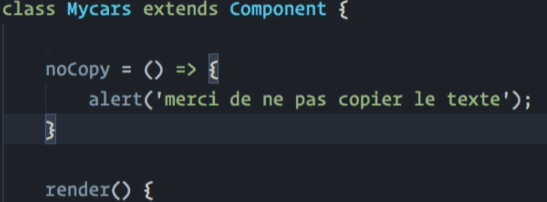 class Mycars extends Component {
noCopy = () => {
alert('merci de ne pas copier le texte');
}
render() {